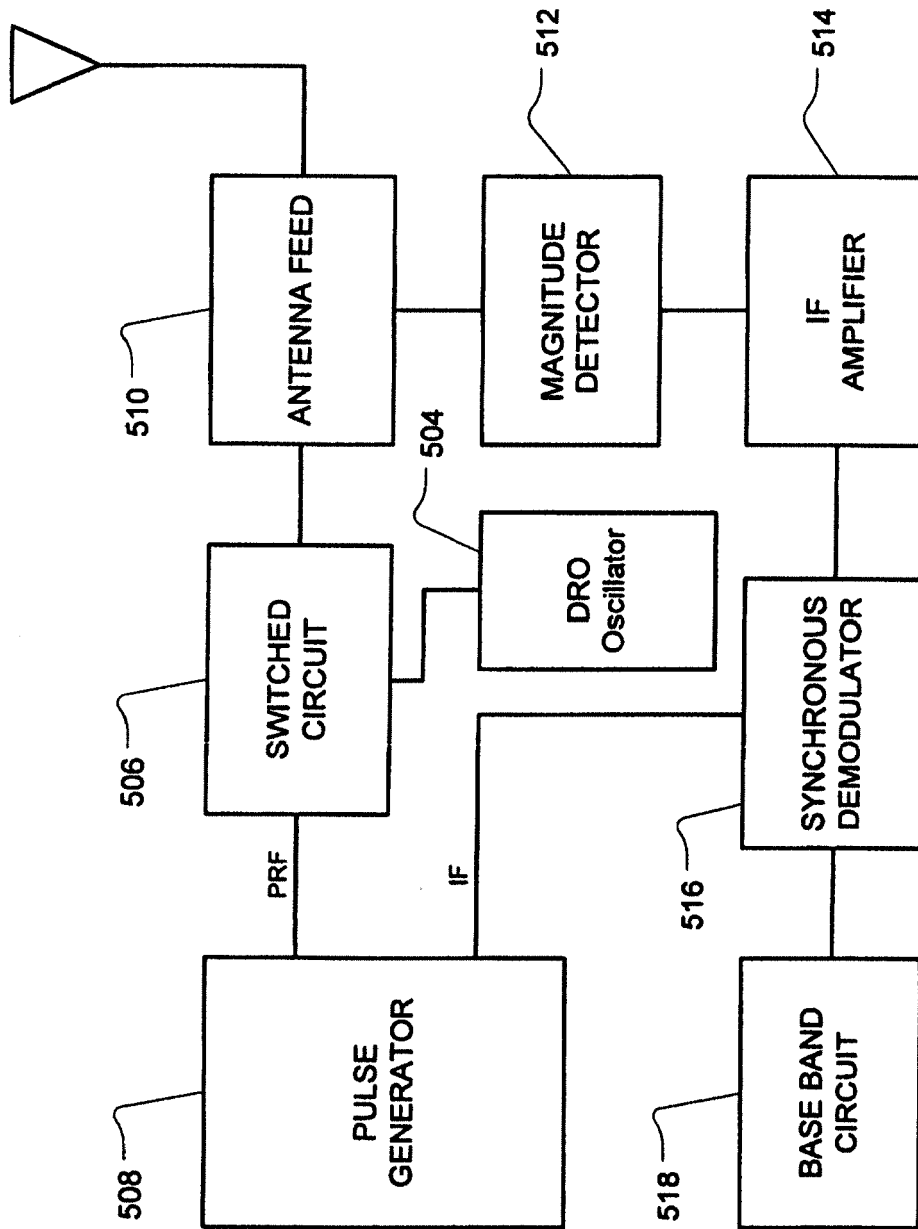 508
PULSE
GENERATOR
PRF
IF
506
SWITCHED
CIRCUIT
510
ANTENNA FEED
504
DRO
Oscillator
512
MAGNITUDE
DETECTOR
518
BASE BAND
CIRCUIT
516
SYNCHRONOUS
DEMODULATOR
514
IF
AMPLIFIER